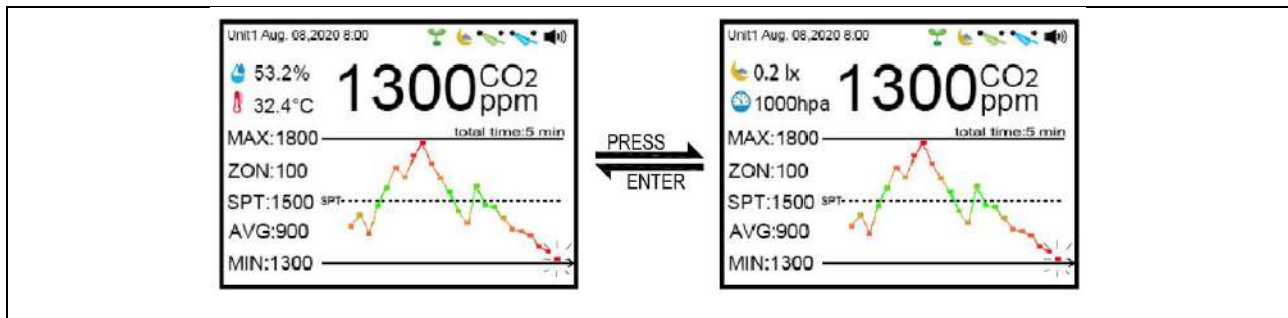 Unit1 Aug. 08,2020 8:00
53.2%
32.4°C
1300 CO2 ppm
total time:5 min
MAX:1800
ZON:100
SPT:1500 SPT
AVG:900
MIN:1300
PRESS
ENTER
Unit1 Aug. 08,2020 8:00
0.2 lx
1000hpa
1300 CO2 ppm
total time:5 min
MAX:1800
ZON:100
SPT:1500 SPT
AVG:900
MIN:1300